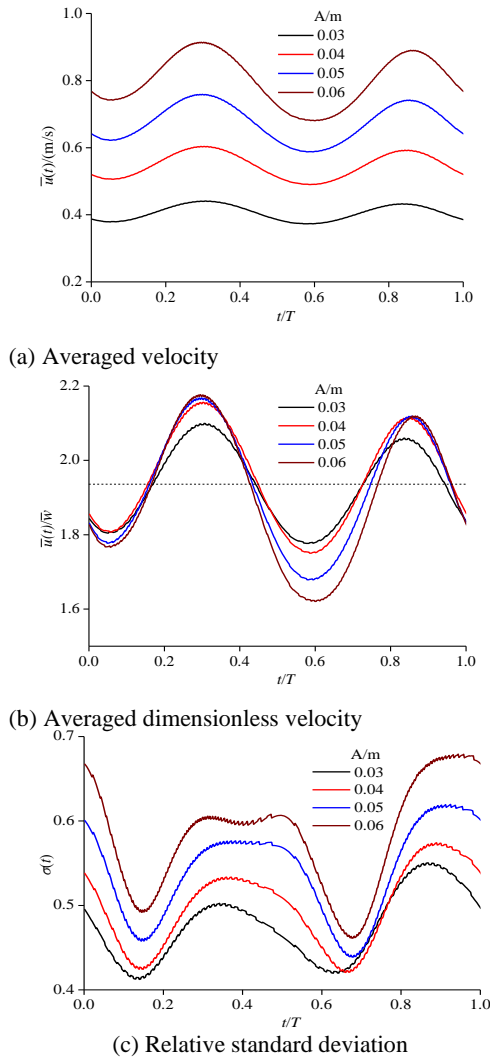 A/m
0.03
0.04
0.05
0.06
1.0
0.8
0.6
0.4
0.2
u̅(t)/(m/s)
0.0 0.2 0.4 0.6 0.8 1.0
t/T
(a) Averaged velocity
A/m
0.03
0.04
0.05
0.06
2.2
2.0
1.8
1.6
u̅(t)/w̅
0.0 0.2 0.4 0.6 0.8 1.0
t/T
(b) Averaged dimensionless velocity
A/m
0.03
0.04
0.05
0.06
0.7
0.6
0.5
0.4
σ(t)
0.0 0.2 0.4 0.6 0.8 1.0
t/T
(c) Relative standard deviation